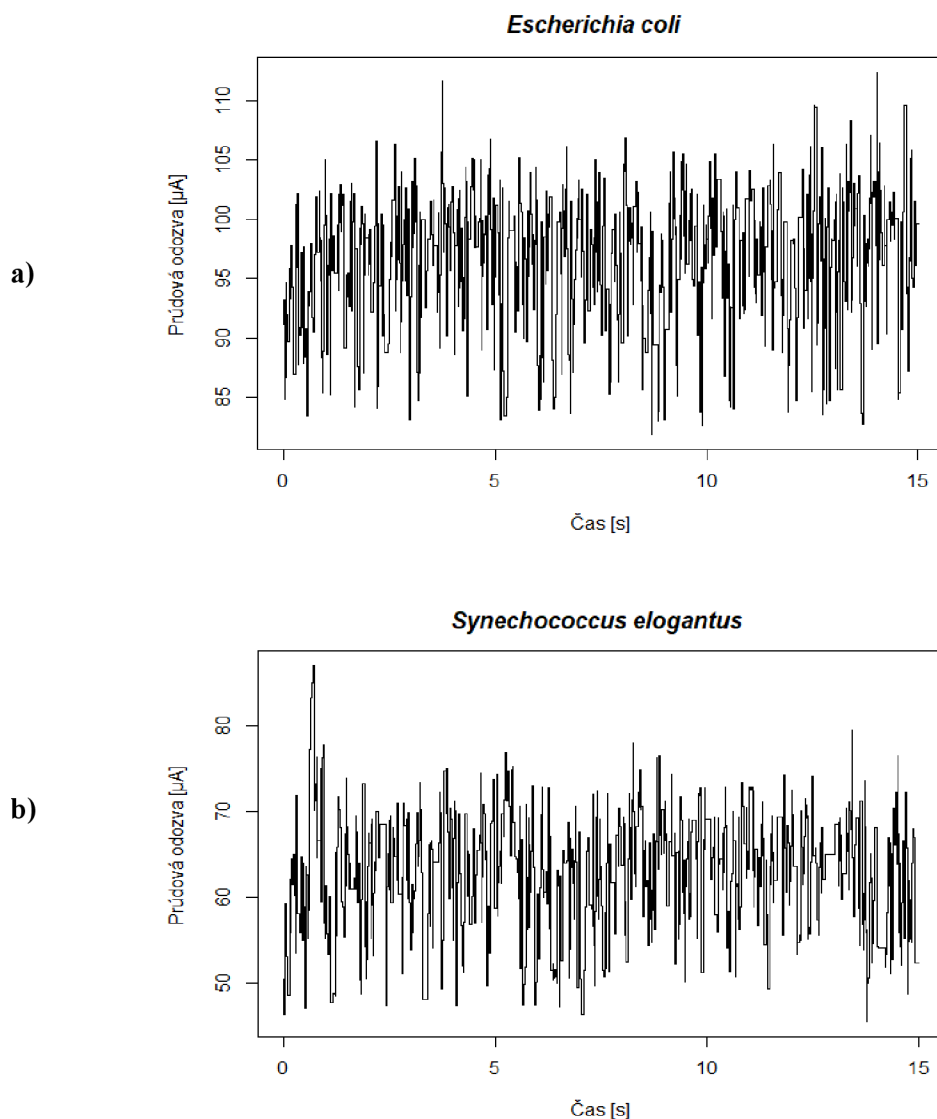 Escherichia coli
a)
Prúdová odozva [µA]
110
105
100
95
90
85
0 5 10 15
Čas [s]
Synechococcus elogantus
b)
Prúdová odozva [µA]
80
70
60
50
0 5 10 15
Čas [s]